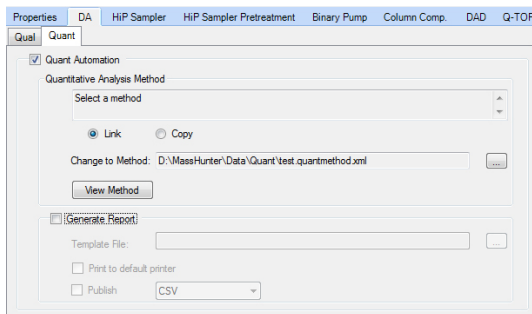 Properties DA HiP Sampler HiP Sampler Pretreatment Binary Pump Column Comp. DAD Q-TOF
Qual Quant
Quant Automation
Quantitative Analysis Method
Select a method
Link Copy
Change to Method: D:\MassHunter\Data\Quant\test.quantmethod.xml ...
View Method
Generate Report
Template File: ...
Print to default printer
Publish CSV